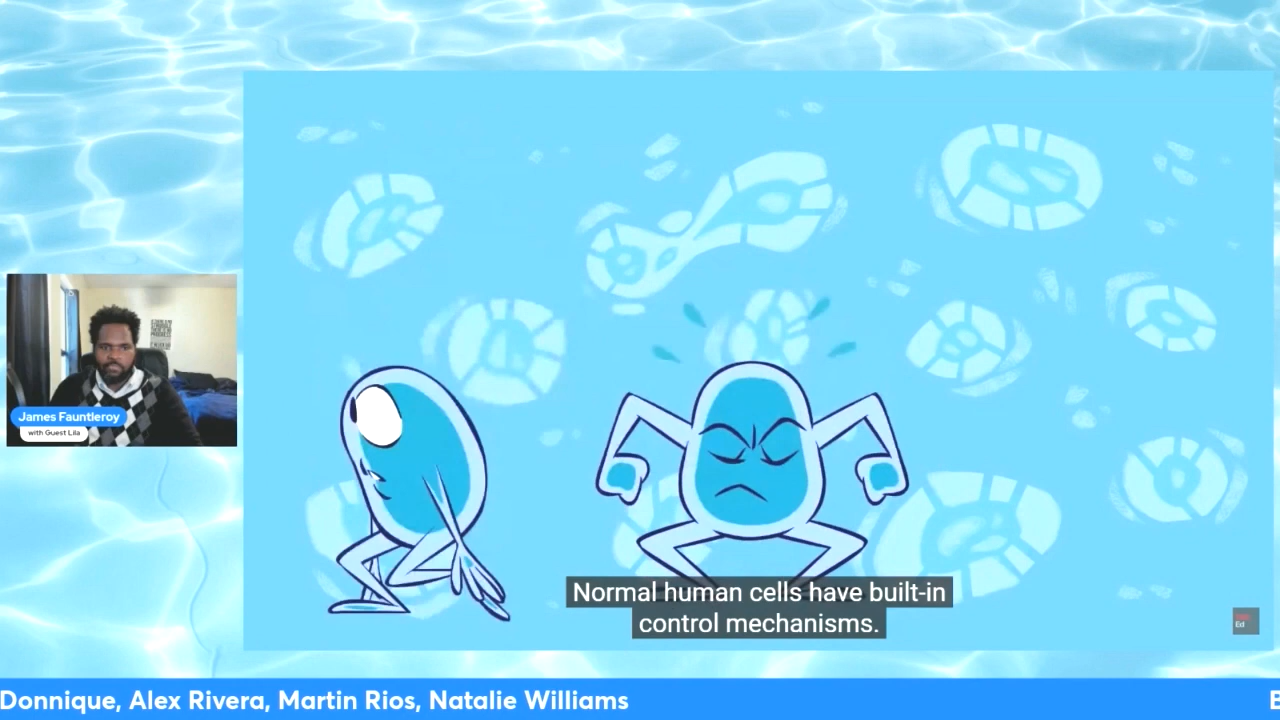 James Fauntleroy
with Guest Lila
Normal human cells have built-in
control mechanisms.
Ed
Donnique, Alex Rivera, Martin Rios, Natalie Williams